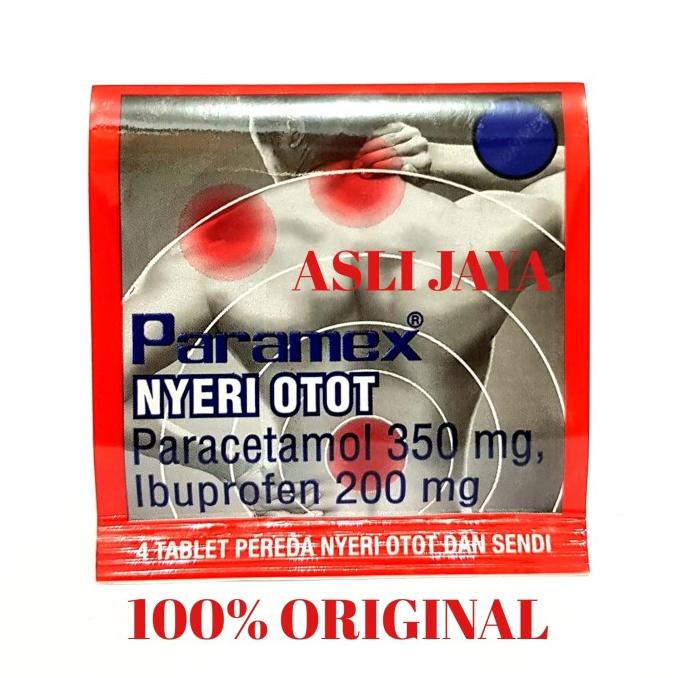 ASLI JAYA
Paramex®
NYERI OTOT
Paracetamol 350 mg,
Ibuprofen 200 mg
4 TABLET PEREDA NYERI OTOT DAN SENDI
100% ORIGINAL